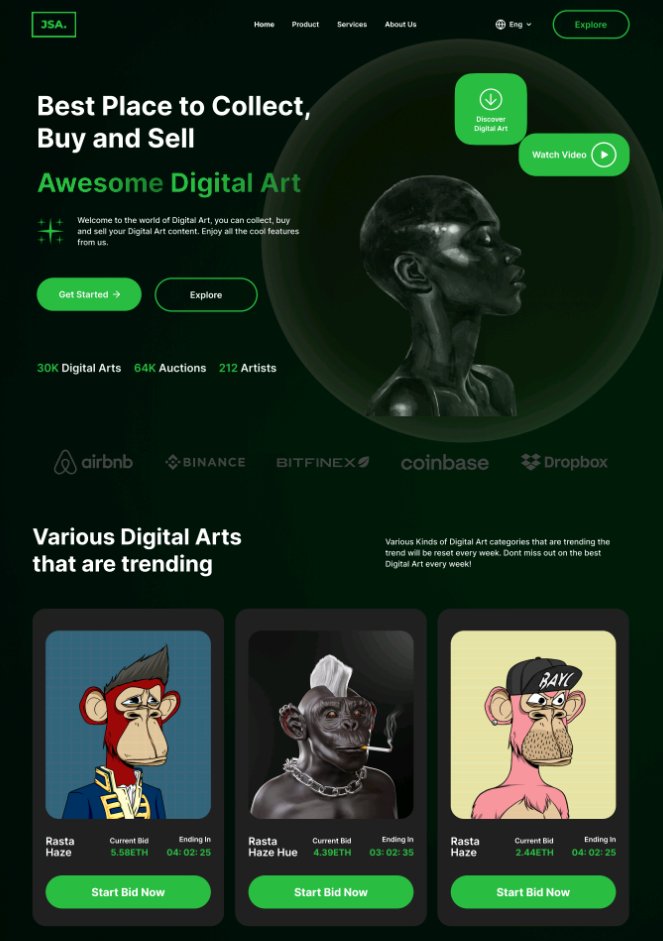 JSA.
Home Product Services About Us
Eng
Explore
Best Place to Collect,
Buy and Sell
Awesome Digital Art
Discover
Digital Art
Watch Video
Welcome to the world of Digital Art, you can collect, buy
and sell your Digital Art content. Enjoy all the cool features
from us.
Get Started
Explore
30K Digital Arts 64K Auctions 212 Artists
airbnb BINANCE BITFINEX coinbase Dropbox
Various Digital Arts
that are trending
Various Kinds of Digital Art categories that are trending the
trend will be reset every week. Dont miss out on the best
Digital Art every week!
BAYC
Rasta
Haze
Current Bid
5.58ETH
Ending In
04: 02: 25
Start Bid Now
Rasta
Haze Hue
Current Bid
4.39ETH
Ending In
03: 02: 35
Start Bid Now
Rasta
Haze
Current Bid
2.44ETH
Ending In
04: 02: 25
Start Bid Now